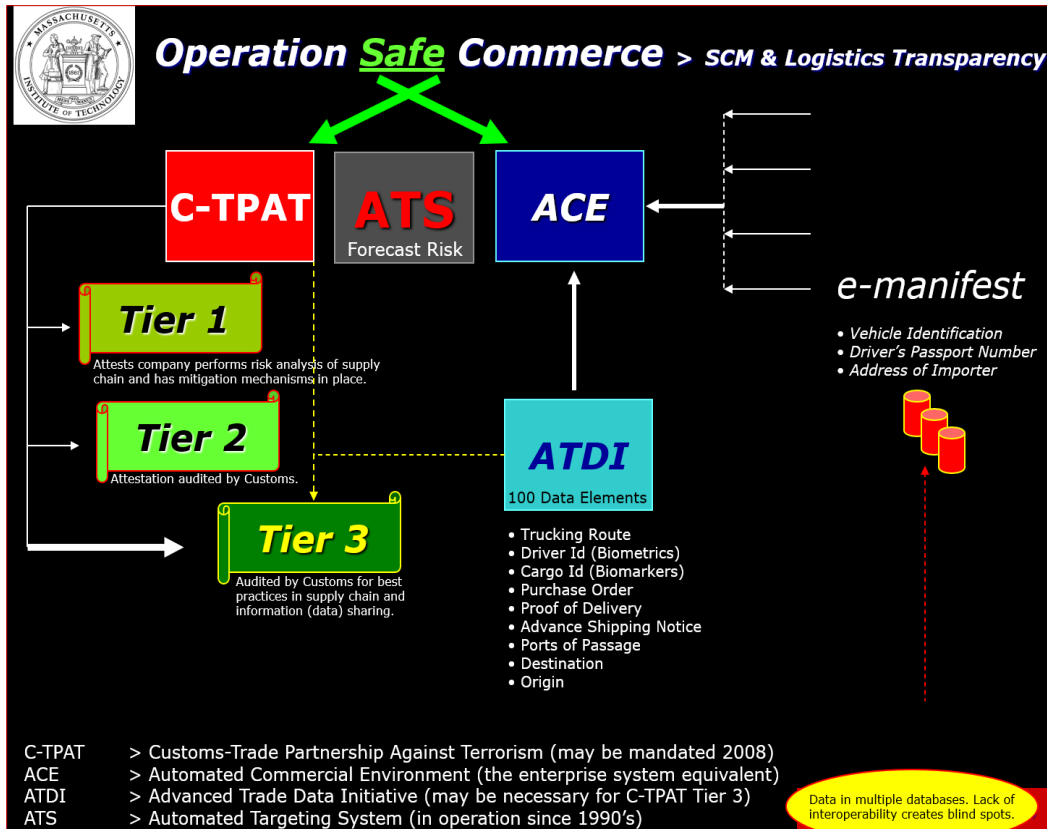 MASSACHUSETTS
INSTITUTE OF TECHNOLOGY
1861
Operation Safe Commerce > SCM & Logistics Transparency
C-TPAT
ATS
Forecast Risk
ACE
e-manifest
• Vehicle Identification
• Driver's Passport Number
• Address of Importer
Tier 1
Attests company performs risk analysis of supply
chain and has mitigation mechanisms in place.
Tier 2
Attestation audited by Customs.
Tier 3
Audited by Customs for best
practices in supply chain and
information (data) sharing.
ATDI
100 Data Elements
• Trucking Route
• Driver Id (Biometrics)
• Cargo Id (Biomarkers)
• Purchase Order
• Proof of Delivery
• Advance Shipping Notice
• Ports of Passage
• Destination
• Origin
C-TPAT > Customs-Trade Partnership Against Terrorism (may be mandated 2008)
ACE > Automated Commercial Environment (the enterprise system equivalent)
ATDI > Advanced Trade Data Initiative (may be necessary for C-TPAT Tier 3)
ATS > Automated Targeting System (in operation since 1990's)
Data in multiple databases. Lack of
interoperability creates blind spots.